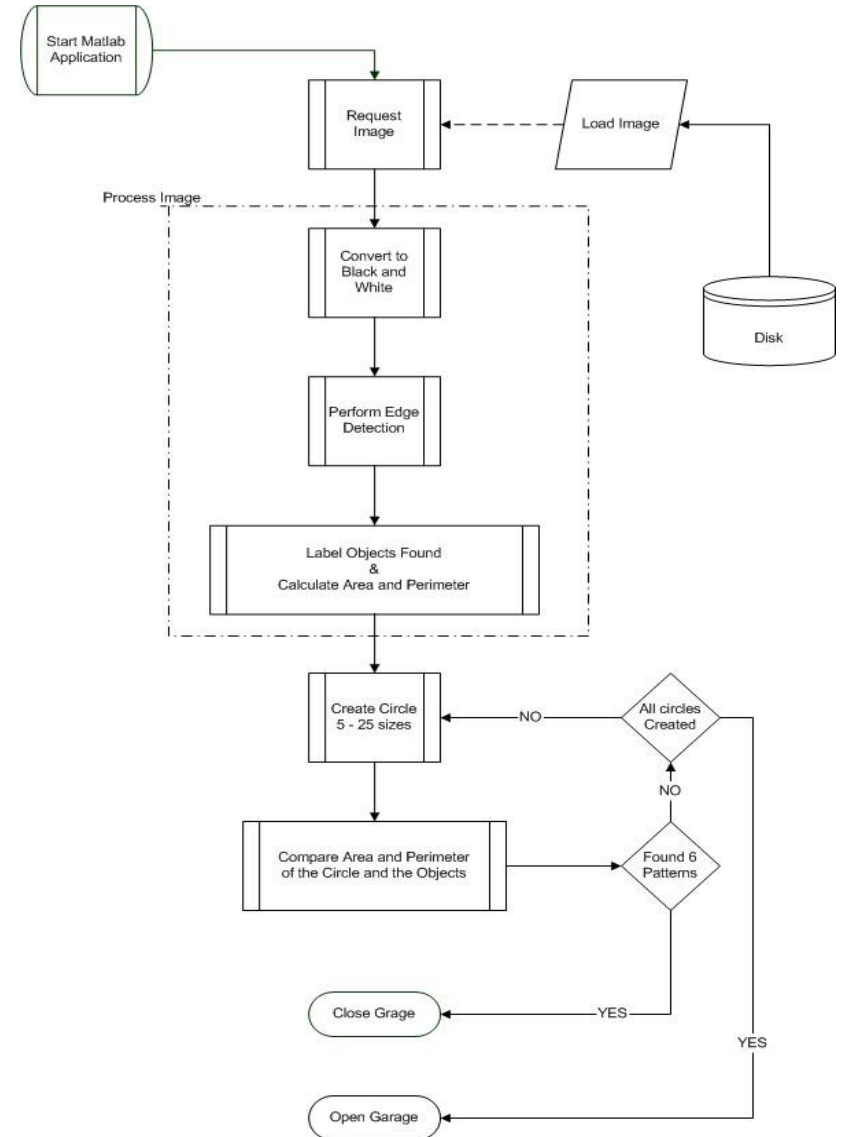 Start Matlab
Application
Request
Image
Load Image
Disk
Process Image
Convert to
Black and
White
Perform Edge
Detection
Label Objects Found
&
Calculate Area and Perimeter
Create Circle
5 - 25 sizes
NO
All circles
Created
NO
Compare Area and Perimeter
of the Circle and the Objects
Found 6
Patterns
Close Grage
YES
YES
Open Garage